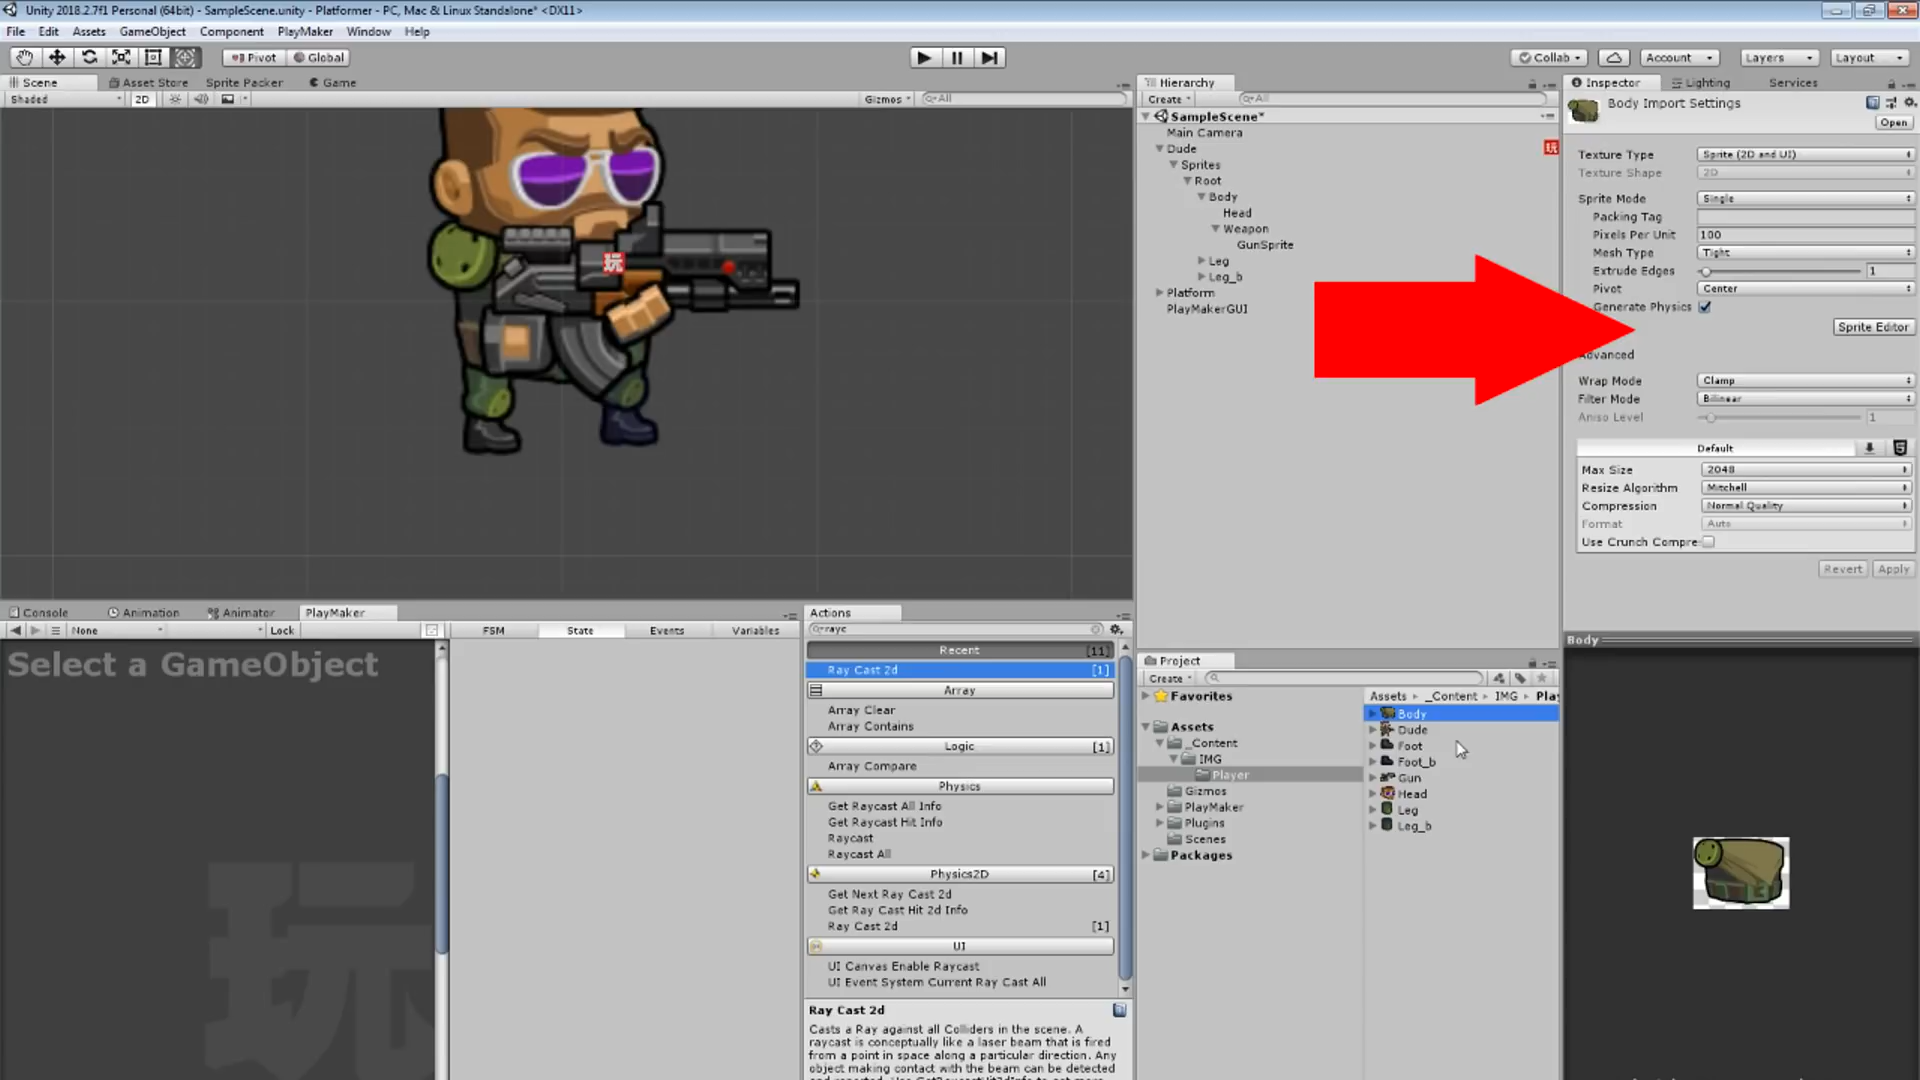 Unity 2018.2.7f1 Personal (64bit) - SampleScene.unity - Platformer - PC, Mac & Linux Standalone* <DX11>
File Edit Assets GameObject Component PlayMaker Window Help
Pivot Global Collab Account Layers Layout
Scene Asset Store Sprite Packer Game
Shaded 2D Gizmos All
玩
Hierarchy
Create All
SampleScene*
Main Camera
Dude
玩
Sprites
Root
Body
Head
Weapon
GunSprite
Leg
Leg_b
Platform
PlayMakerGUI
Inspector Lighting Services
Body Import Settings
Open
Texture Type Sprite (2D and UI)
Texture Shape 2D
Sprite Mode Single
Packing Tag
Pixels Per Unit 100
Mesh Type Tight
Extrude Edges 1
Pivot Center
Generate Physics
Sprite Editor
Advanced
Wrap Mode Clamp
Filter Mode Bilinear
Aniso Level 1
Default
Max Size 2048
Resize Algorithm Mitchell
Compression Normal Quality
Format Auto
Use Crunch Compre
Revert Apply
Body
Console Animation Animator PlayMaker
None Lock
FSM State Events Variables
Select a GameObject
玩
Actions
rayc
Recent [11]
Ray Cast 2d [1]
Array
Array Clear
Array Contains
Logic [1]
Array Compare
Physics
Get Raycast All Info
Get Raycast Hit Info
Raycast
Raycast All
Physics2D [4]
Get Next Ray Cast 2d
Get Ray Cast Hit 2d Info
Ray Cast 2d [1]
UI
UI Canvas Enable Raycast
UI Event System Current Ray Cast All
Ray Cast 2d
Casts a Ray against all Colliders in the scene. A
raycast is conceptually like a laser beam that is fired
from a point in space along a particular direction. Any
object making contact with the beam can be detected
Project
Create
Favorites
Assets
_Content
IMG
Player
Gizmos
PlayMaker
Plugins
Scenes
Packages
Assets _Content IMG Play
Body
Dude
Foot
Foot_b
Gun
Head
Leg
Leg_b